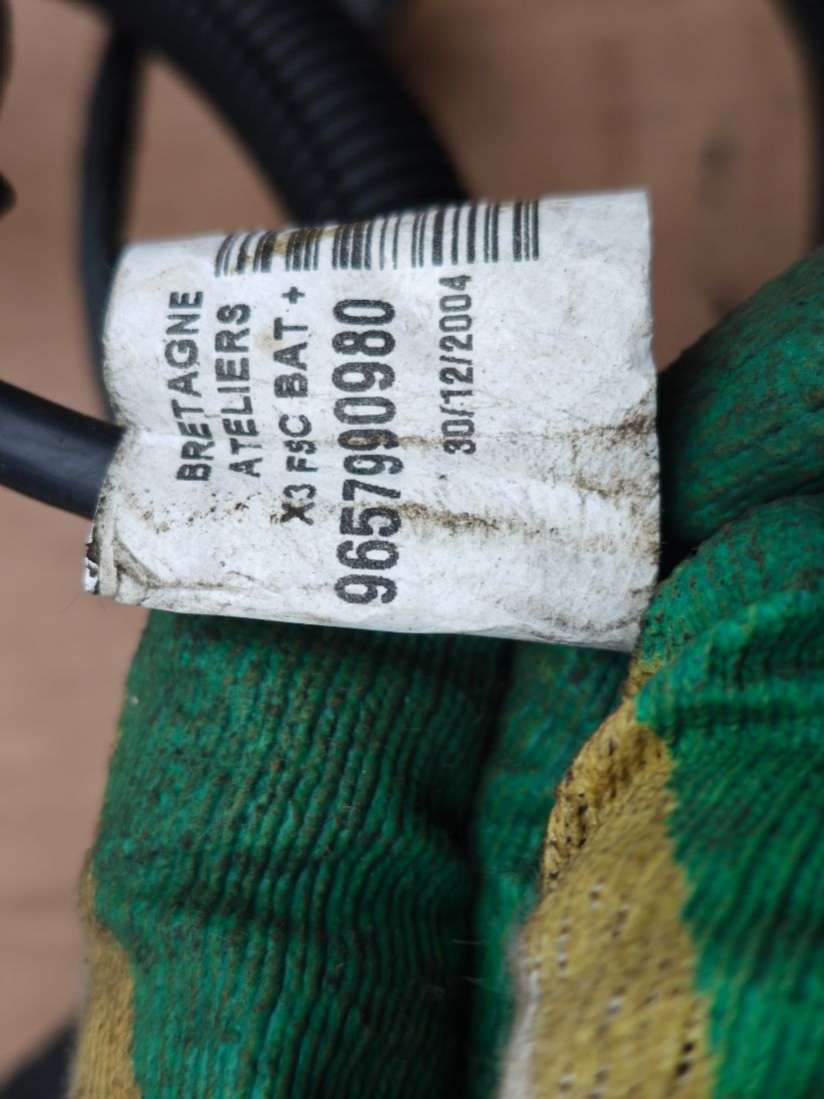 BRETAGNE
ATELIERS
X3 FSC BAT +
9657990980
30/12/2004